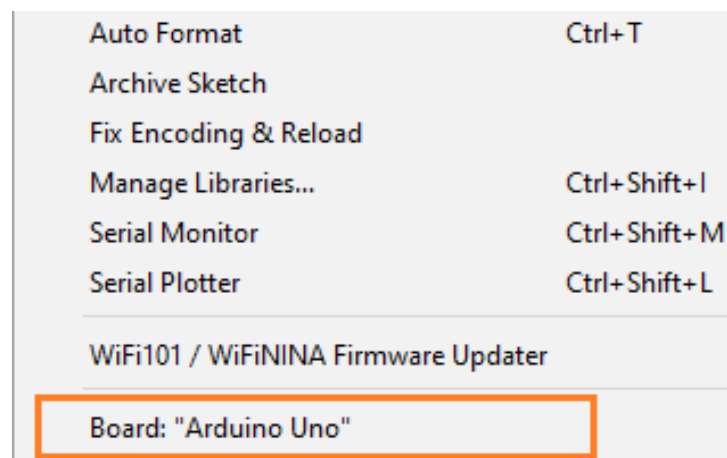 Auto Format Ctrl+T
Archive Sketch
Fix Encoding & Reload
Manage Libraries... Ctrl+Shift+I
Serial Monitor Ctrl+Shift+M
Serial Plotter Ctrl+Shift+L
WiFi101 / WiFiNINA Firmware Updater
Board: "Arduino Uno"